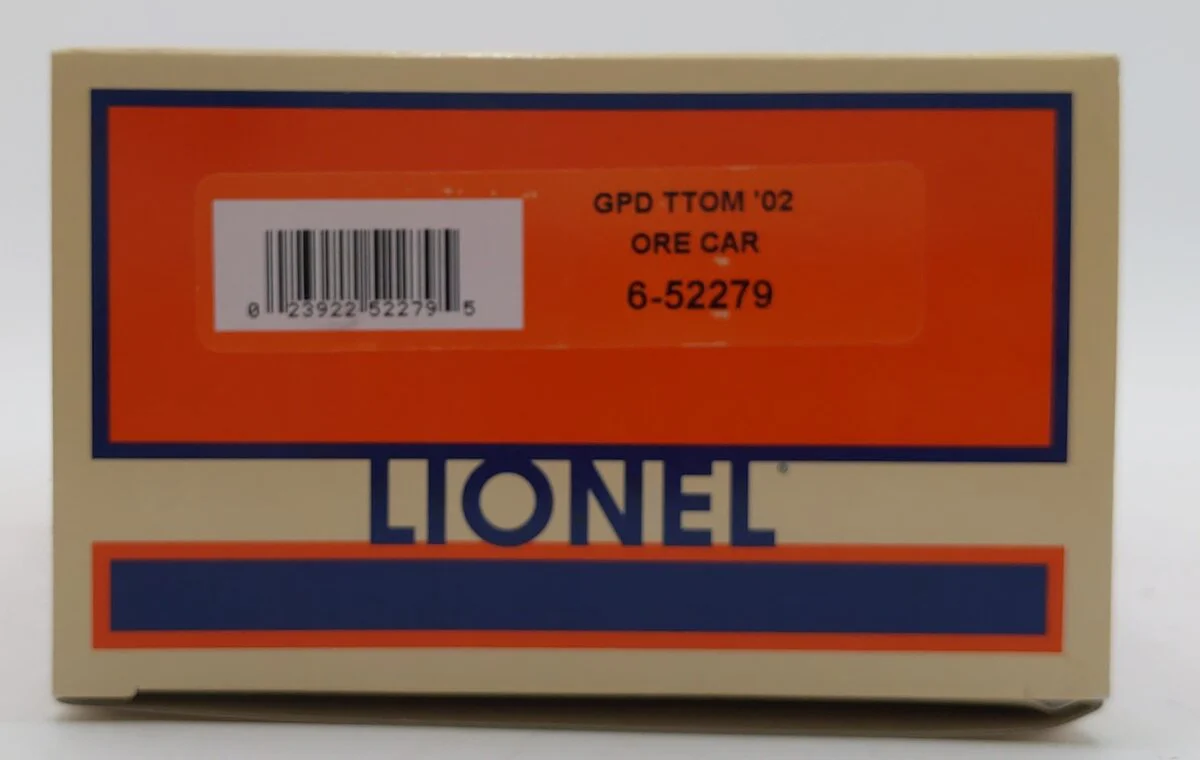 GPD TTOM '02
ORE CAR
6-52279
0 23922 52279 5
LIONEL®